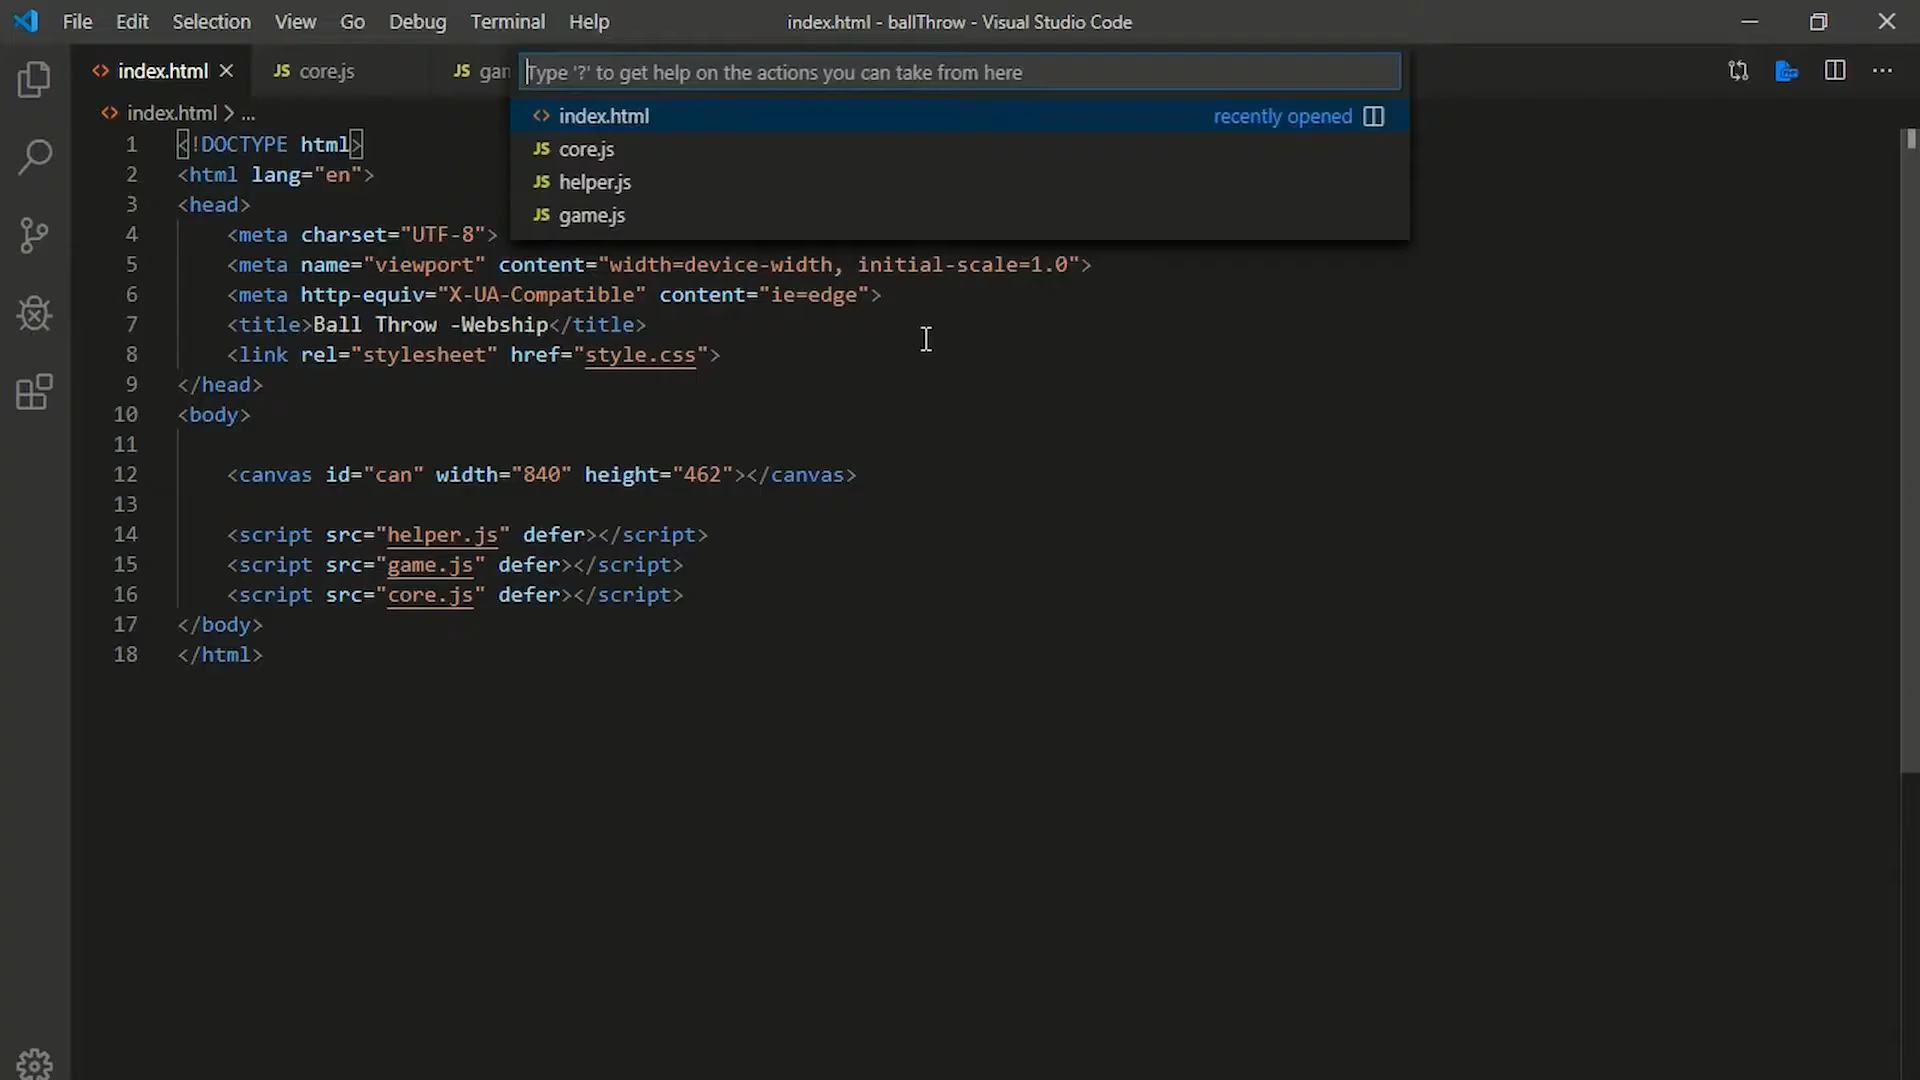 File Edit Selection View Go Debug Terminal Help index.html - ballThrow - Visual Studio Code
index.html JS core.js JS gam
Type '?' to get help on the actions you can take from here
index.html recently opened
JS core.js
JS helper.js
JS game.js
index.html > ...
1 <!DOCTYPE html>
2 <html lang="en">
3 <head>
4 <meta charset="UTF-8">
5 <meta name="viewport" content="width=device-width, initial-scale=1.0">
6 <meta http-equiv="X-UA-Compatible" content="ie=edge">
7 <title>Ball Throw -Webship</title>
8 <link rel="stylesheet" href="style.css">
9 </head>
10 <body>
11
12 <canvas id="can" width="840" height="462"></canvas>
13
14 <script src="helper.js" defer></script>
15 <script src="game.js" defer></script>
16 <script src="core.js" defer></script>
17 </body>
18 </html>